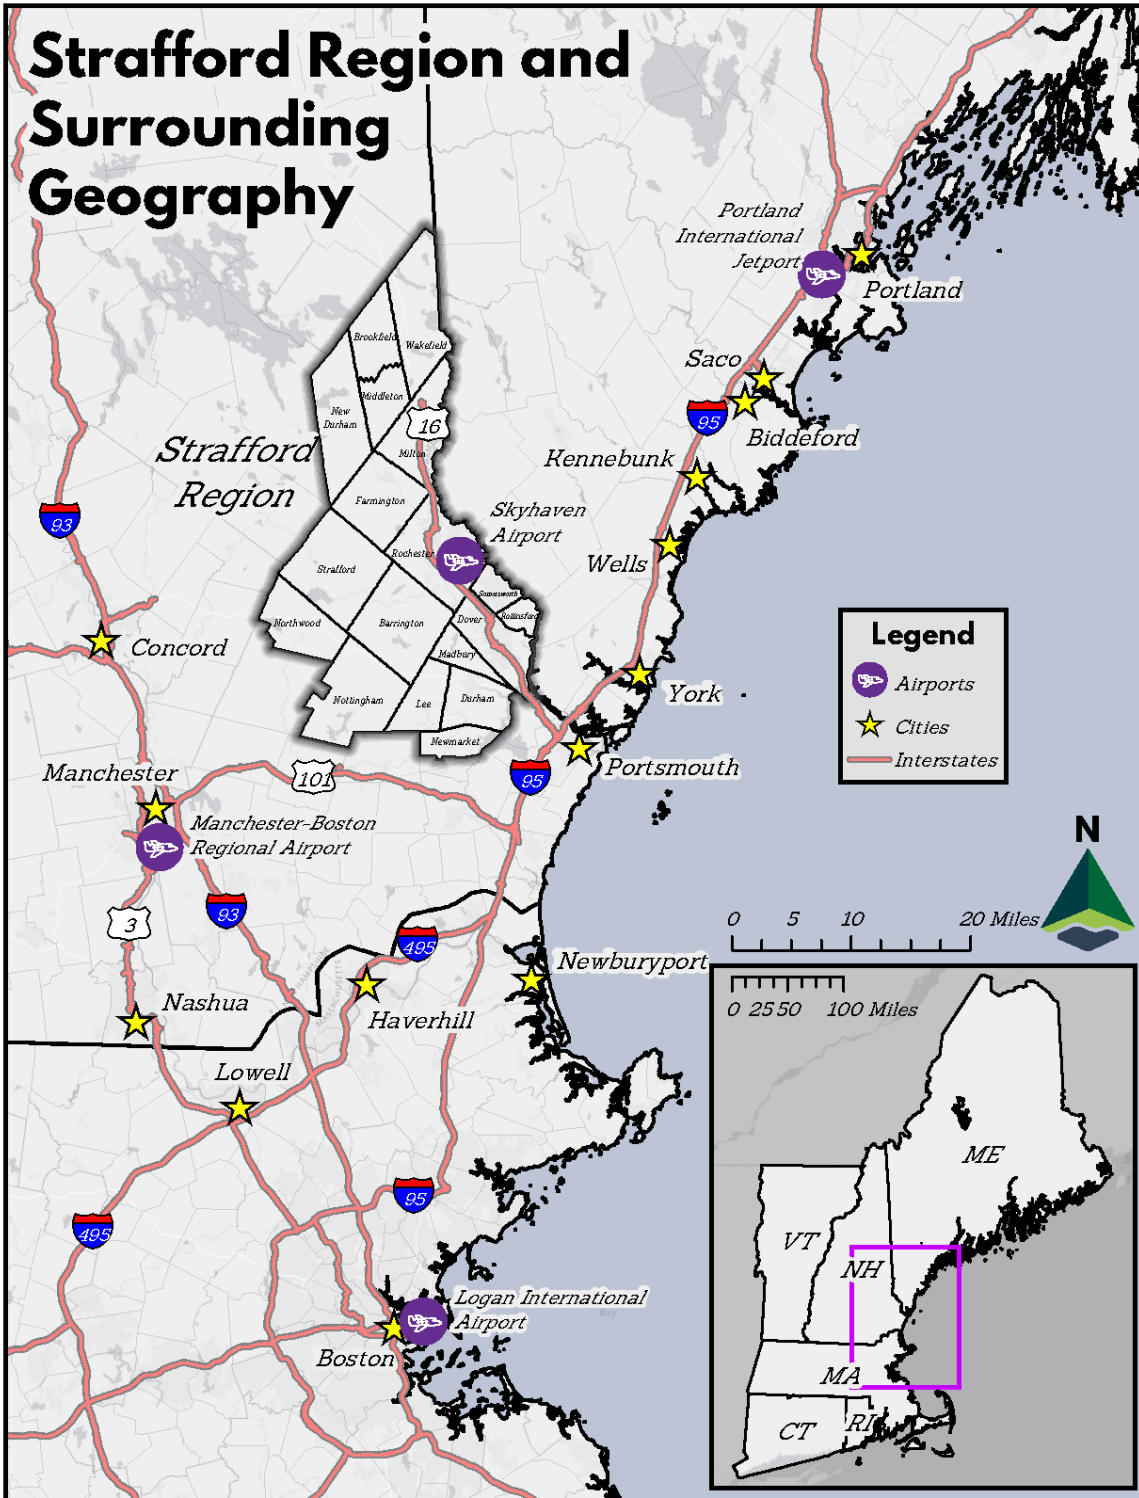 Strafford Region and
Surrounding
Geography
Portland
International
Jetport
Portland
Brookfield
Wakefield
Saco
Middleton
New
Durham
95
16
Biddeford
Strafford
Region
Milton
Kennebunk
Farmington
Skyhaven
Airport
93
Rochester
Wells
Strafford
Somersworth
Rollinsford
Northwood
Barrington
Dover
Legend
Airports
Cities
Interstates
Concord
Madbury
York
Nottingham
Lee
Durham
Newmarket
Manchester
101
95
Portsmouth
Manchester-Boston
Regional Airport
N
3
93
0 5 10 20 Miles
495
Newburyport
Nashua
Haverhill
0 25 50 100 Miles
Lowell
ME
95
495
VT
NH
Logan International
Airport
Boston
MA
CT
RI